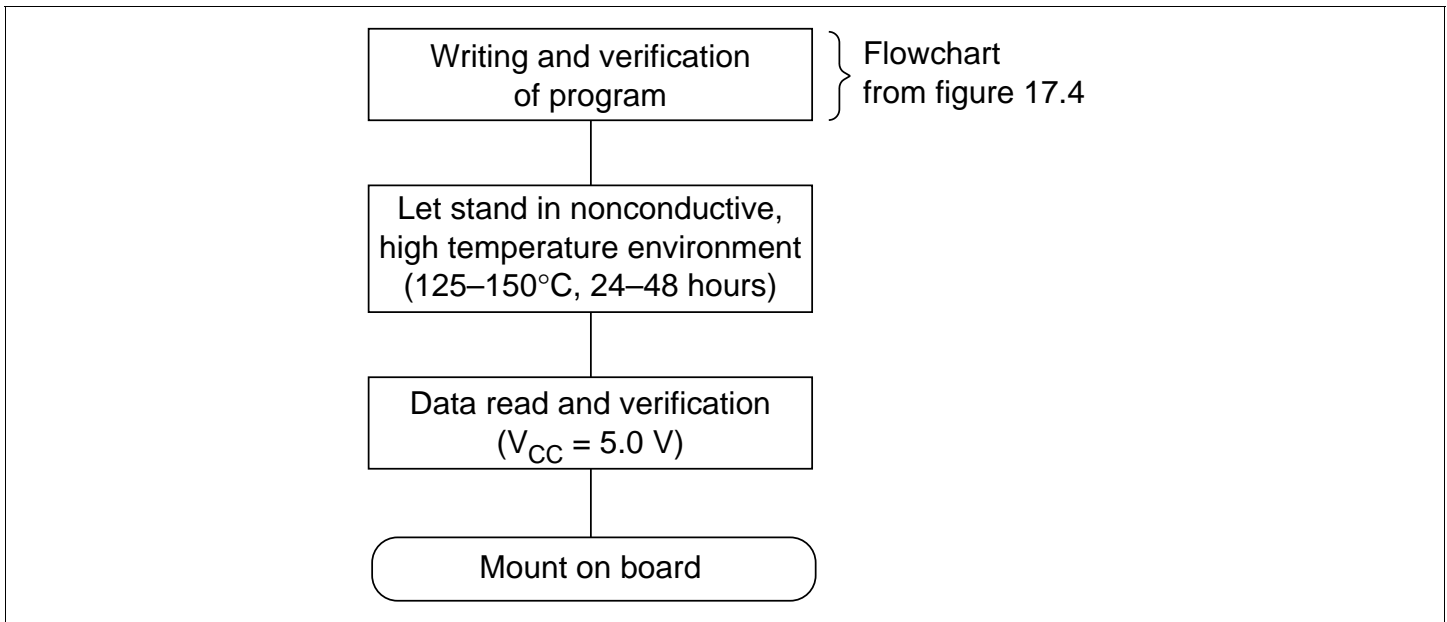 Writing and verification
of program
Flowchart
from figure 17.4
Let stand in nonconductive,
high temperature environment
(125–150°C, 24–48 hours)
Data read and verification
(VCC = 5.0 V)
Mount on board